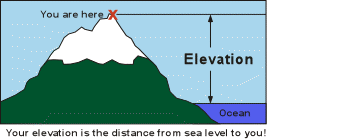 You are here
Elevation
Ocean
Your elevation is the distance from sea level to you!